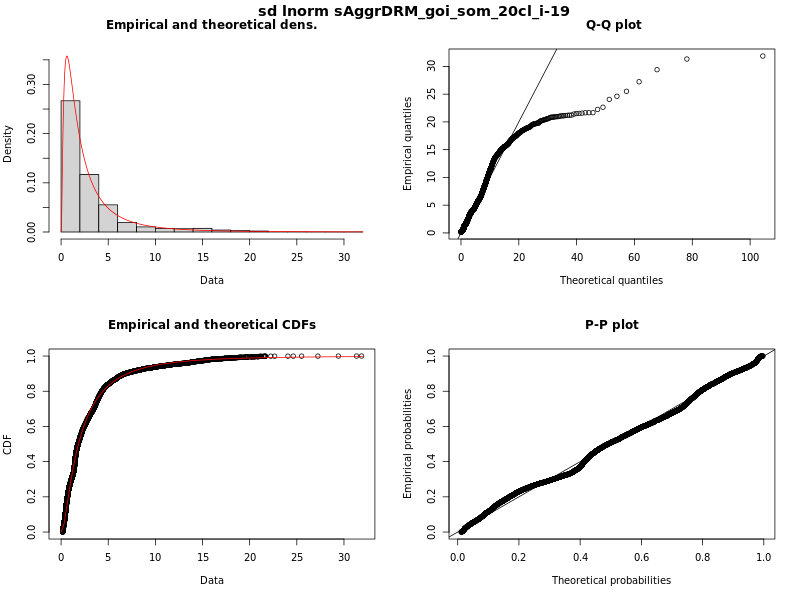 sd lnorm sAggrDRM_goi_som_20cl_i-19
Empirical and theoretical dens.
Density
0.00 0.10 0.20 0.30
0 5 10 15 20 25 30
Data
Q-Q plot
Empirical quantiles
0 5 10 15 20 25 30
0 20 40 60 80 100
Theoretical quantiles
Empirical and theoretical CDFs
CDF
0.0 0.2 0.4 0.6 0.8 1.0
0 5 10 15 20 25 30
Data
P-P plot
Empirical probabilities
0.0 0.2 0.4 0.6 0.8 1.0
0.0 0.2 0.4 0.6 0.8 1.0
Theoretical probabilities